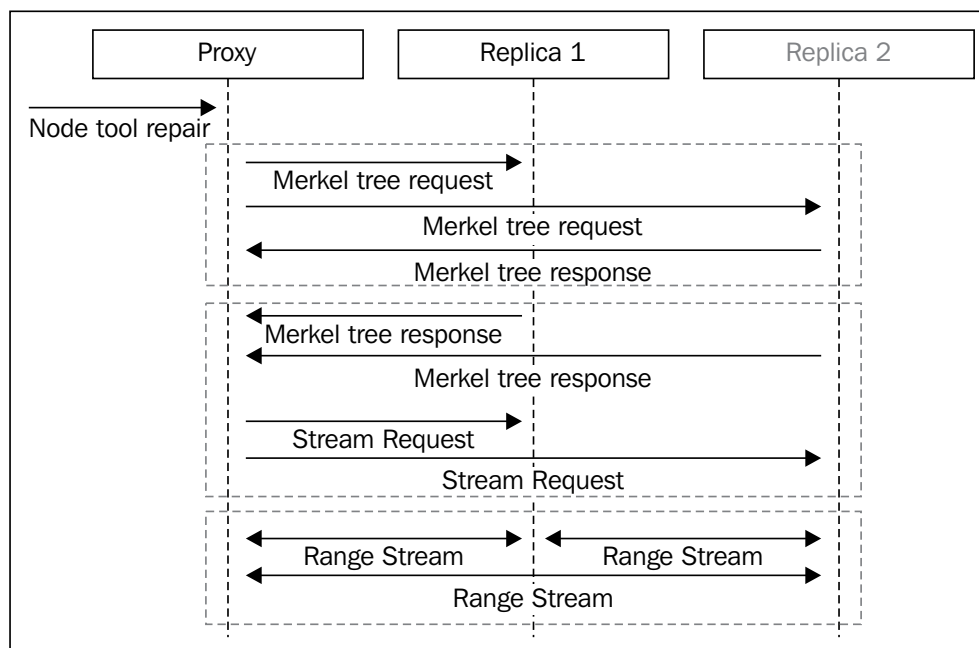 Proxy
Replica 1
Replica 2
Node tool repair
Merkel tree request
Merkel tree request
Merkel tree response
Merkel tree response
Merkel tree response
Stream Request
Stream Request
Range Stream
Range Stream
Range Stream